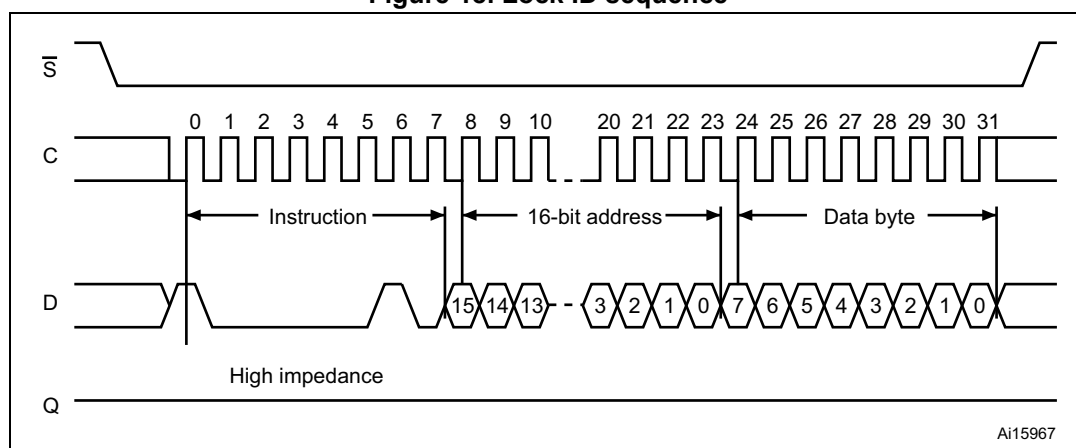 Figure 16. Lock ID sequence
S
0 1 2 3 4 5 6 7 8 9 10 20 21 22 23 24 25 26 27 28 29 30 31
C
Instruction 16-bit address Data byte
D 15 14 13 3 2 1 0 7 6 5 4 3 2 1 0
High impedance
Q
Ai15967